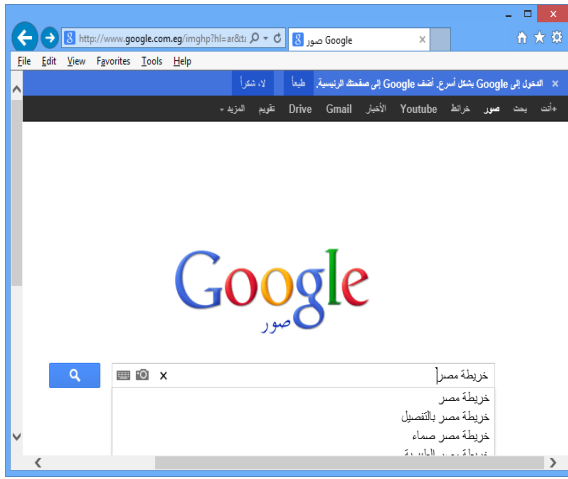 http://www.google.com.eg/imghp?hl=ar&t
صور Google
File Edit View Favorites Tools Help
× الدخول إلى Google بشكل أسرع. أضف Google إلى صفحتك الرئيسية. طبعاً لا، شكراً
+أنت بحث صور خرائط Youtube الأخبار Gmail Drive تقويم المزيد
Google
صور
خريطة مصر
خريطة مصر
خريطة مصر بالتفصيل
خريطة مصر صماء
خريطة مصر